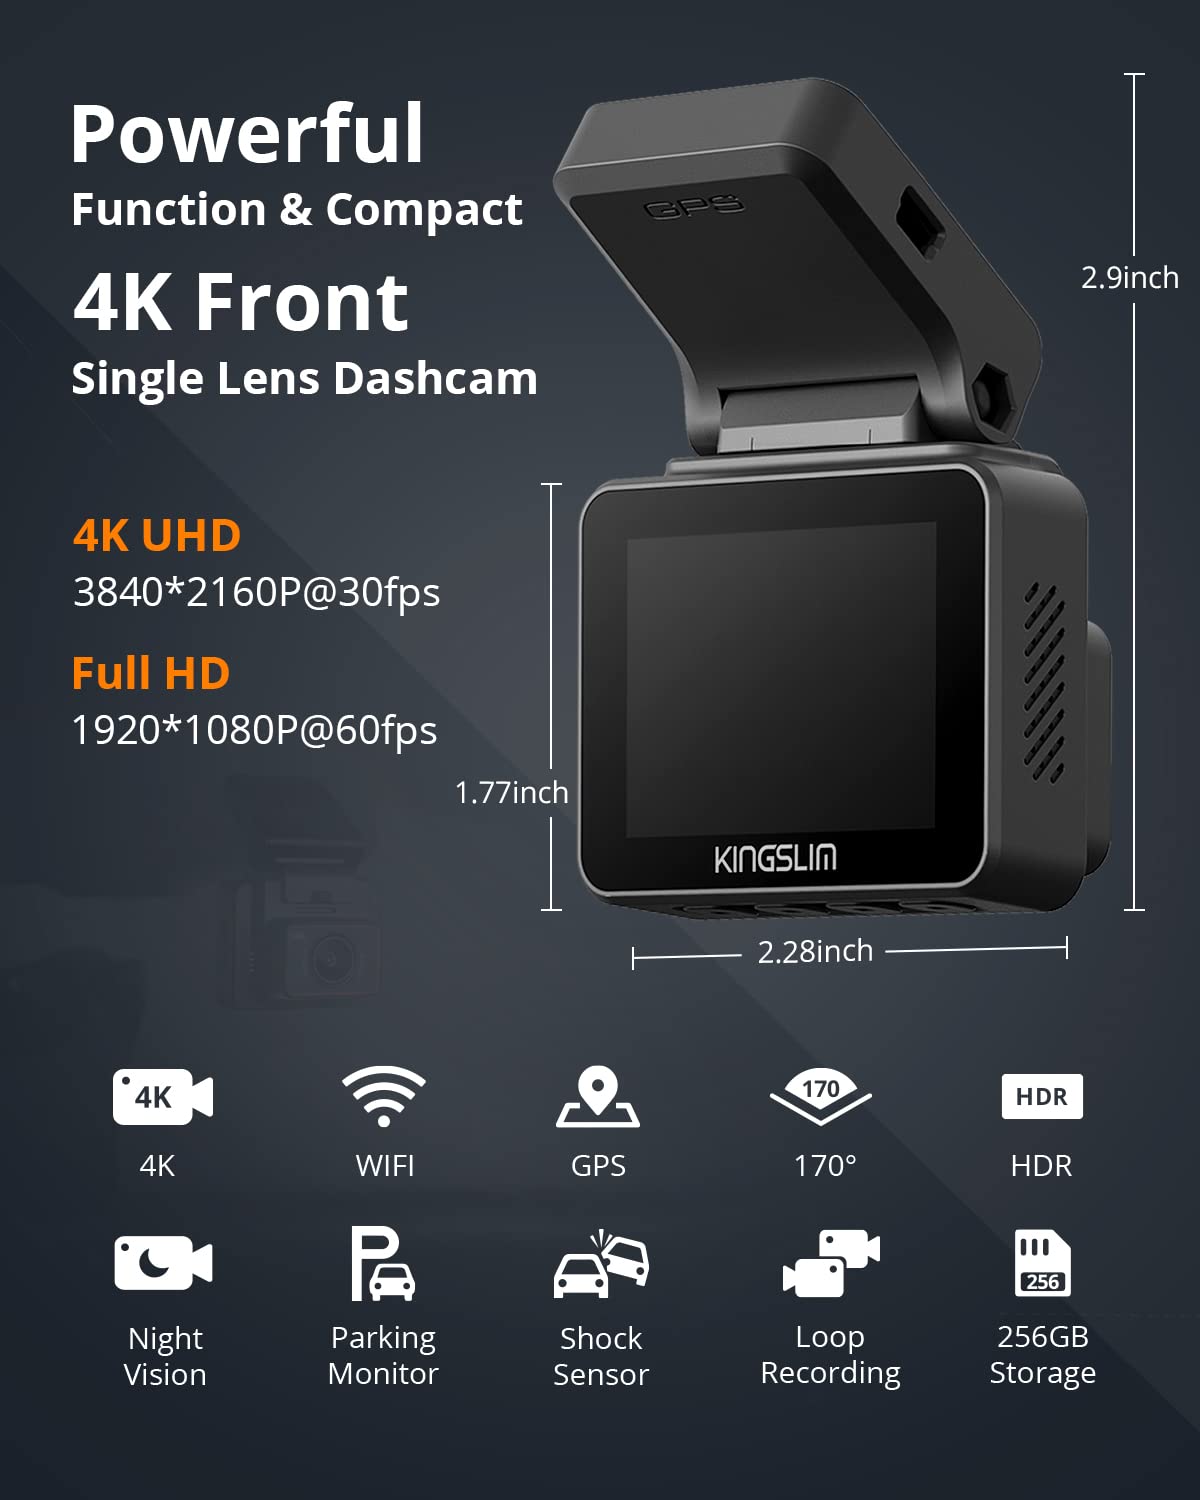 Powerful
Function & Compact
4K Front
Single Lens Dashcam
GPS
2.9inch
4K UHD
3840*2160P@30fps
Full HD
1920*1080P@60fps
1.77inch
KINGSLIM
2.28inch
4K
170
HDR
4K
WIFI
GPS
170°
HDR
256
Night
Vision
Parking
Monitor
Shock
Sensor
Loop
Recording
256GB
Storage